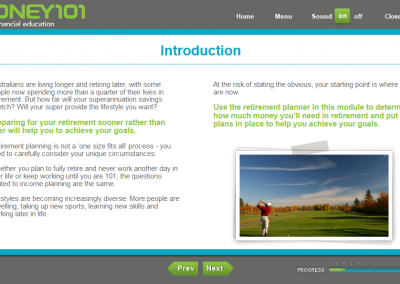 ONEY101
nancial education
Home Menu Sound on off Close
Introduction
stralians are living longer and retiring later, with some
ple now spending more than a quarter of their lives in
rement. But how far will your superannuation savings
etch? Will your super provide the lifestyle you want?
eparing for your retirement sooner rather than
er will help you to achieve your goals.
tirement planning is not a 'one size fits all' process - you
ed to carefully consider your unique circumstances.
ether you plan to fully retire and never work another day in
r life or keep working until you are 101, the questions
ated to income planning are the same.
estyles are becoming increasingly diverse. More people are
velling, taking up new sports, learning new skills and
rking later in life.
At the risk of stating the obvious, your starting point is where
are now.
Use the retirement planner in this module to determ
how much money you'll need in retirement and put
plans in place to help you achieve your goals.
Prev Next
PROGRESS